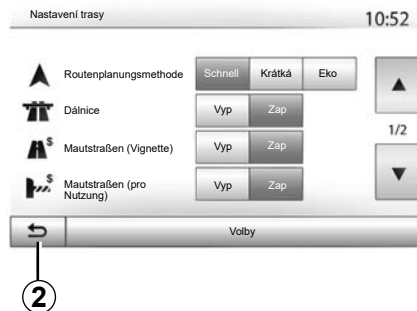 Nastavení trasy 10:52
Routenplanungsmethode Schnell Krátká Eko
Dálnice Vyp Zap
1/2
$ Mautstraßen (Vignette) Vyp Zap
$ Mautstraßen (pro
Nutzung) Vyp Zap
Volby
2